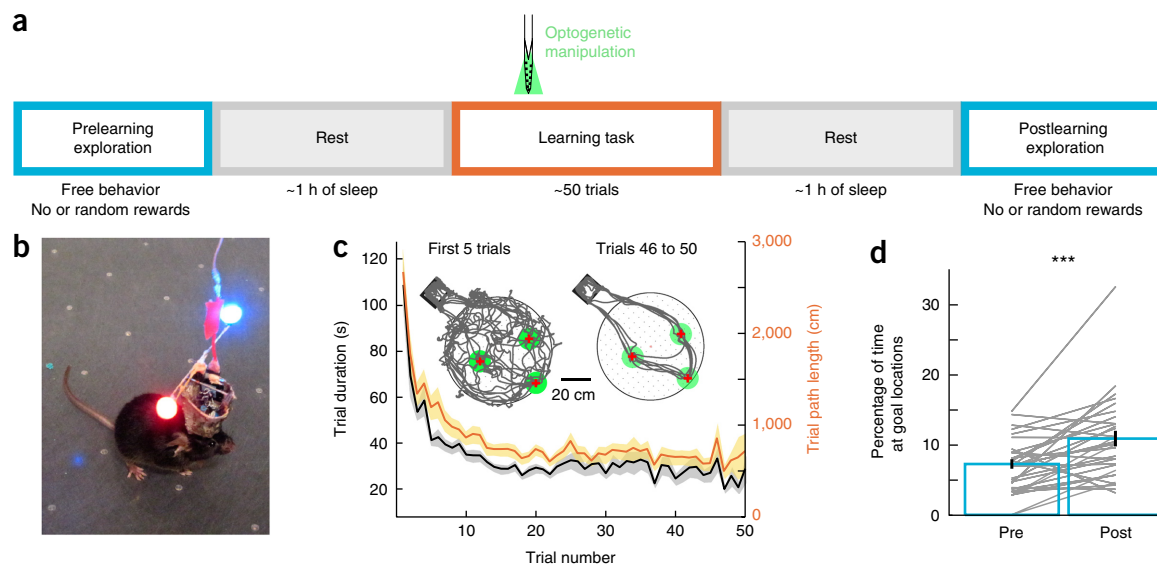 a
Optogenetic
manipulation
Prelearning
exploration
Rest
Learning task
Rest
Postlearning
exploration
Free behavior
No or random rewards
~1 h of sleep
~50 trials
~1 h of sleep
Free behavior
No or random rewards
b
c
First 5 trials
Trials 46 to 50
120
100
80
60
40
20
Trial duration (s)
3,000
2,000
1,000
0
Trial path length (cm)
20 cm
10
20
30
40
50
Trial number
d
***
30
20
10
0
Percentage of time
at goal locations
Pre
Post